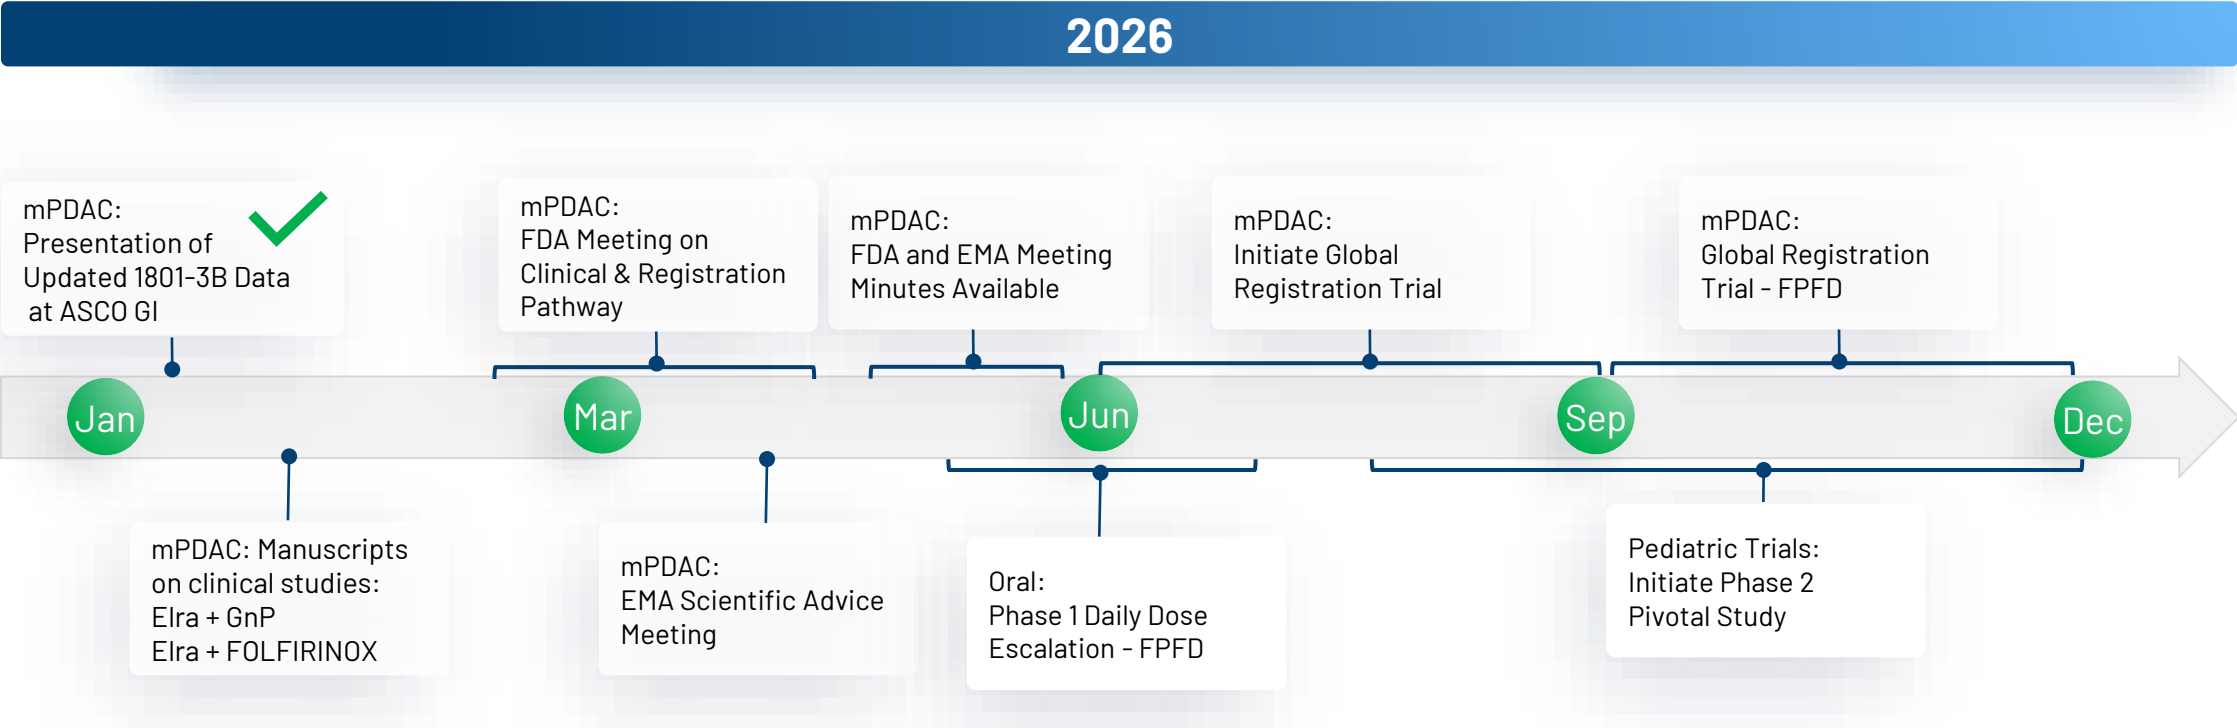 2026
mPDAC:
Presentation of
Updated 1801-3B Data
at ASCO GI
mPDAC:
FDA Meeting on
Clinical & Registration
Pathway
mPDAC:
FDA and EMA Meeting
Minutes Available
mPDAC:
Initiate Global
Registration Trial
mPDAC:
Global Registration
Trial - FPFD
Jan
Mar
Jun
Sep
Dec
mPDAC: Manuscripts
on clinical studies:
Elra + GnP
Elra + FOLFIRINOX
mPDAC:
EMA Scientific Advice
Meeting
Oral:
Phase 1 Daily Dose
Escalation - FPFD
Pediatric Trials:
Initiate Phase 2
Pivotal Study